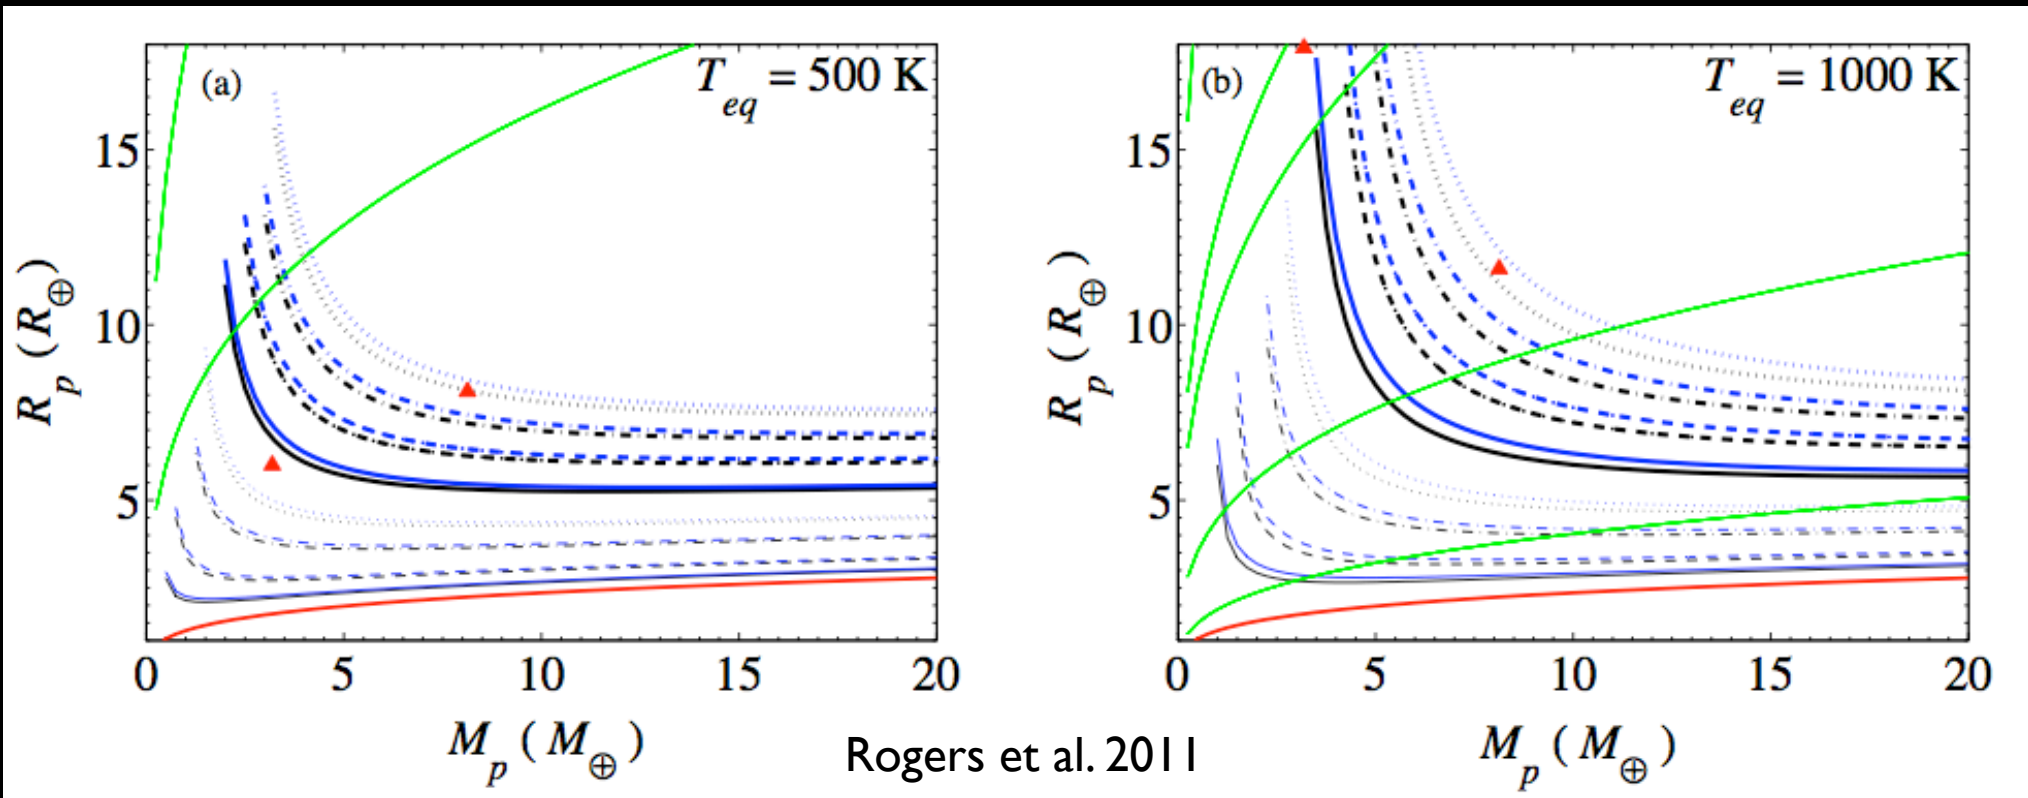 (a)
T_eq = 500 K
15
10
5
R_p (R_⊕)
0 5 10 15 20
M_p (M_⊕)
(b)
T_eq = 1000 K
15
10
5
R_p (R_⊕)
0 5 10 15 20
M_p (M_⊕)
Rogers et al. 2011